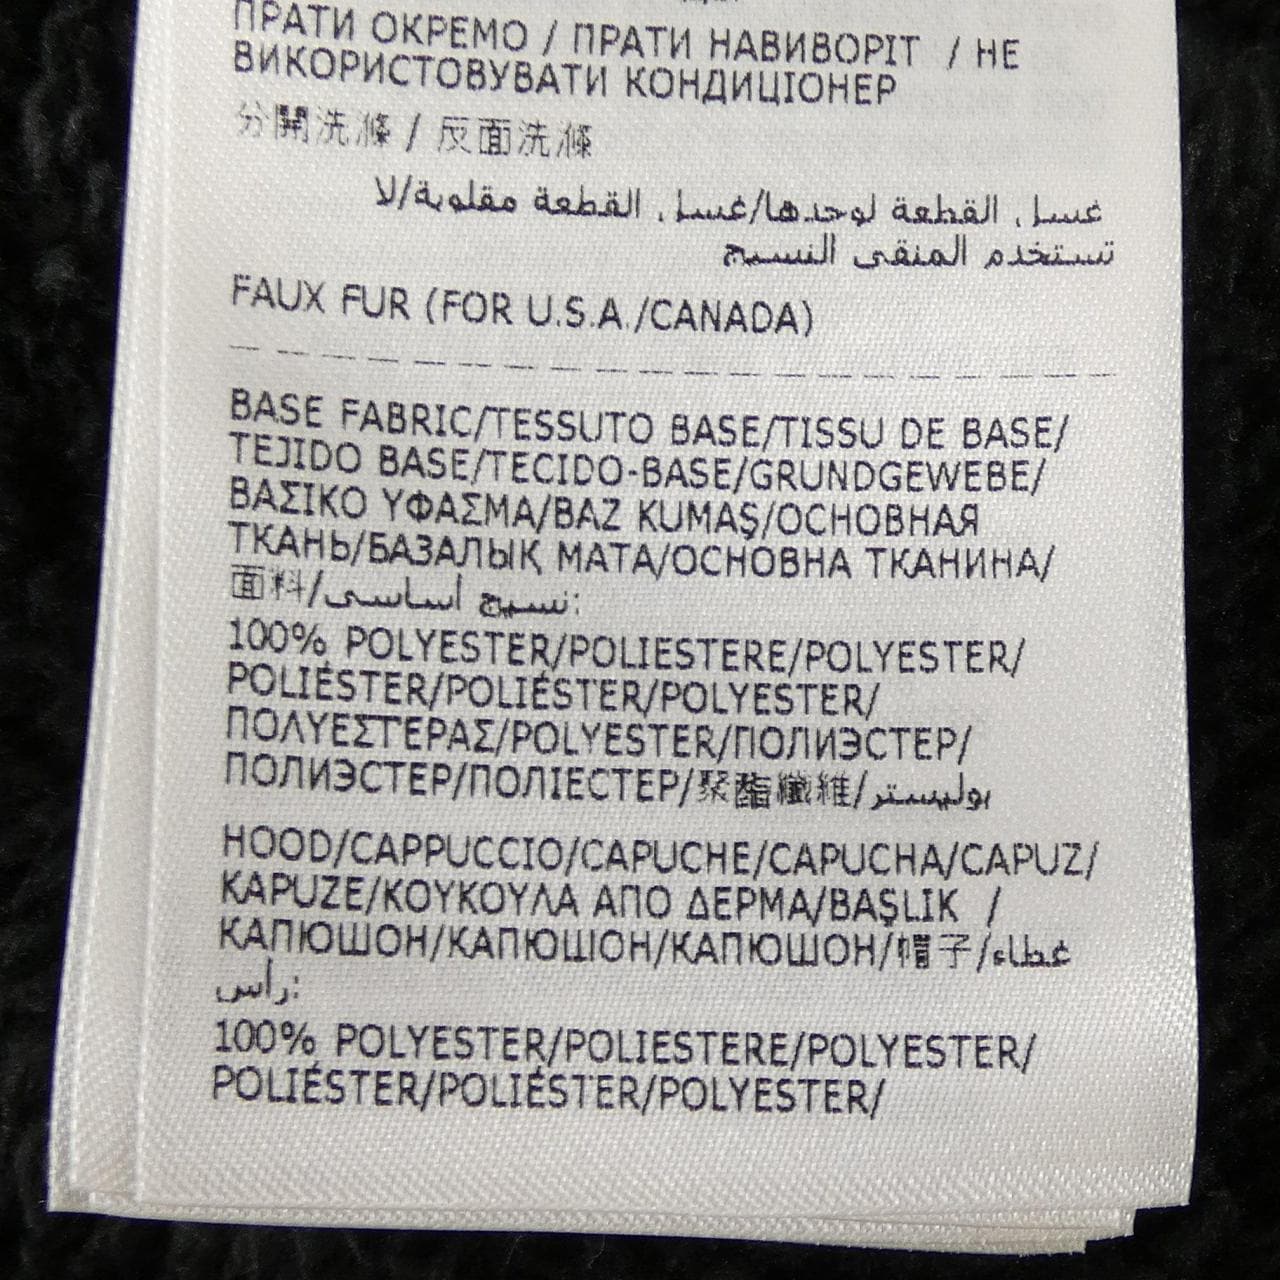 ПРАТИ ОКРЕМО / ПРАТИ НАВИВОРІТ / НЕ
ВИКОРИСТОВУВАТИ КОНДИЦІОНЕР
分開洗滌 / 反面洗滌
غسل القطعة لوحدها/غسل القطعة مقلوبة/لا
تستخدم المنقى النسيج
FAUX FUR (FOR U.S.A./CANADA)
BASE FABRIC/TESSUTO BASE/TISSU DE BASE/
TEJIDO BASE/TECIDO-BASE/GRUNDGEWEBE/
ΒΑΣΙΚΟ ΥΦΑΣΜΑ/BAZ KUMAŞ/ОСНОВНАЯ
ТКАНЬ/БАЗАЛЫҚ МАТА/ОСНОВНА ТКАНИНА/
面料/نسيج أساسى:
100% POLYESTER/POLIESTERE/POLYESTER/
POLIÉSTER/POLIÉSTER/POLYESTER/
ΠΟΛΥΕΣΤΕΡΑΣ/POLYESTER/ПОЛИЭСТЕР/
ПОЛИЭСТЕР/ПОЛІЕСТЕР/聚酯纖維/بوليستر
HOOD/CAPPUCCIO/CAPUCHE/CAPUCHA/CAPUZ/
KAPUZE/ΚΟΥΚΟΥΛΑ ΑΠΟ ΔΕΡΜΑ/BAŞLIK /
КАПЮШОН/КАПЮШОН/КАПЮШОН/帽子/غطاء
رأس:
100% POLYESTER/POLIESTERE/POLYESTER/
POLIÉSTER/POLIÉSTER/POLYESTER/